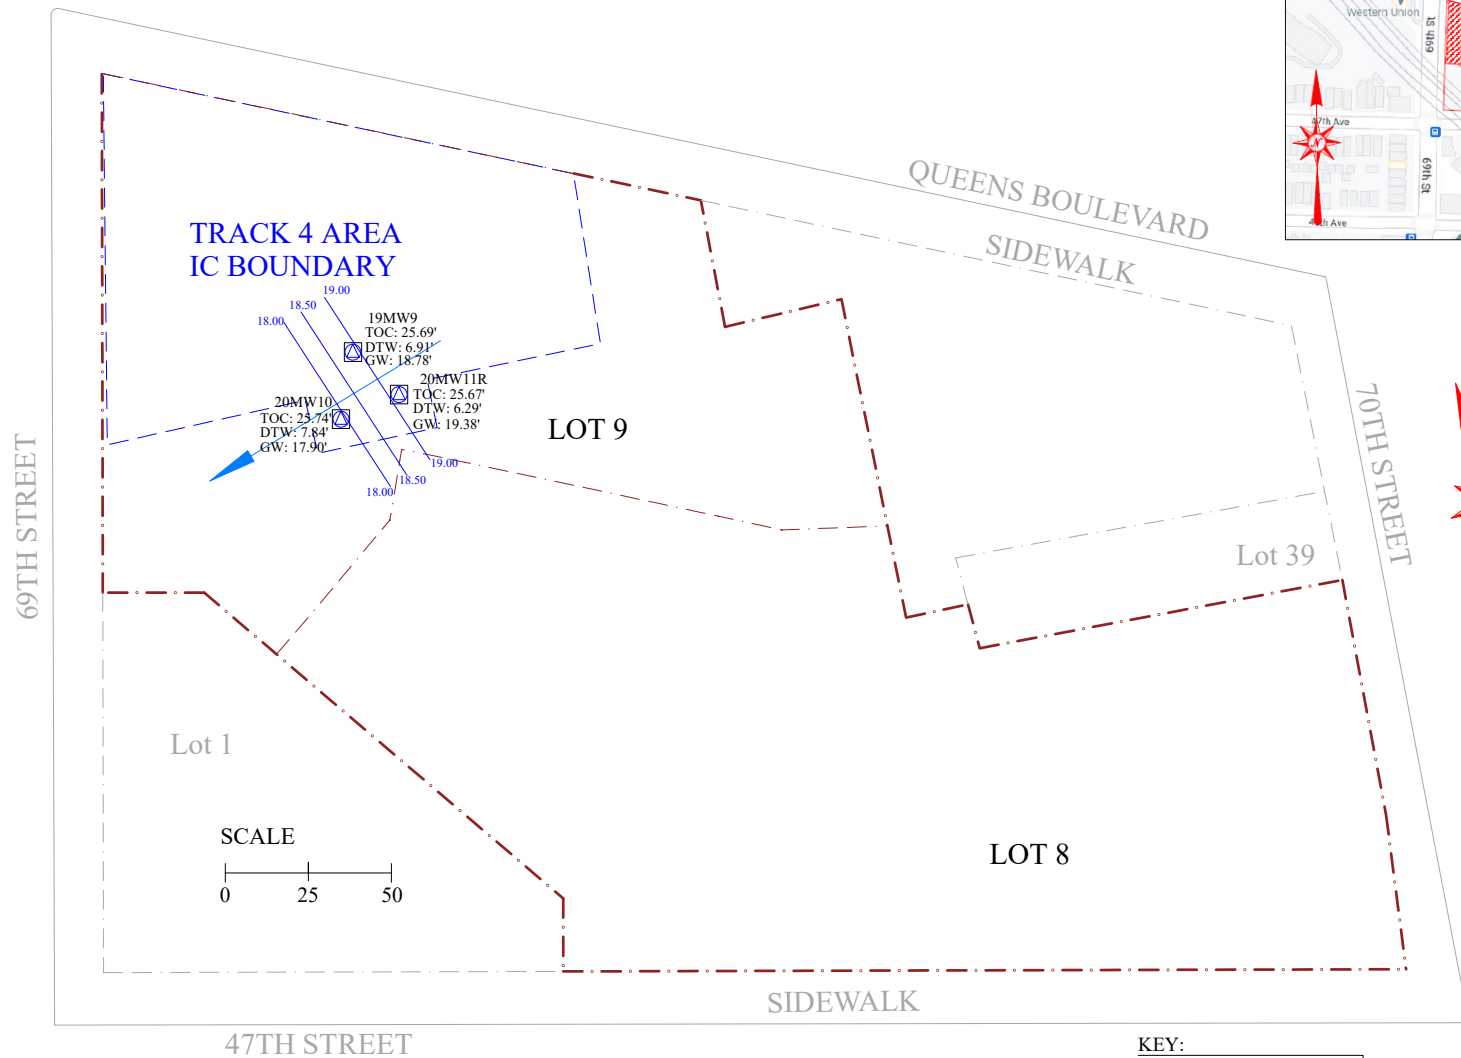 Western Union
69th St
47th Ave
69th St
QUEENS BOULEVARD
SIDEWALK
TRACK 4 AREA
IC BOUNDARY
19.00
18.50
18.00
19MW9
TOC: 25.69'
DTW: 6.91'
GW: 18.78'
20MW11R
TOC: 25.67'
DTW: 6.29'
GW: 19.38'
20MW10
TOC: 25.74'
DTW: 7.84'
GW: 17.90'
19.00
18.50
18.00
LOT 9
70TH STREET
69TH STREET
Lot 39
Lot 1
SCALE
0 25 50
LOT 8
SIDEWALK
47TH STREET
KEY: